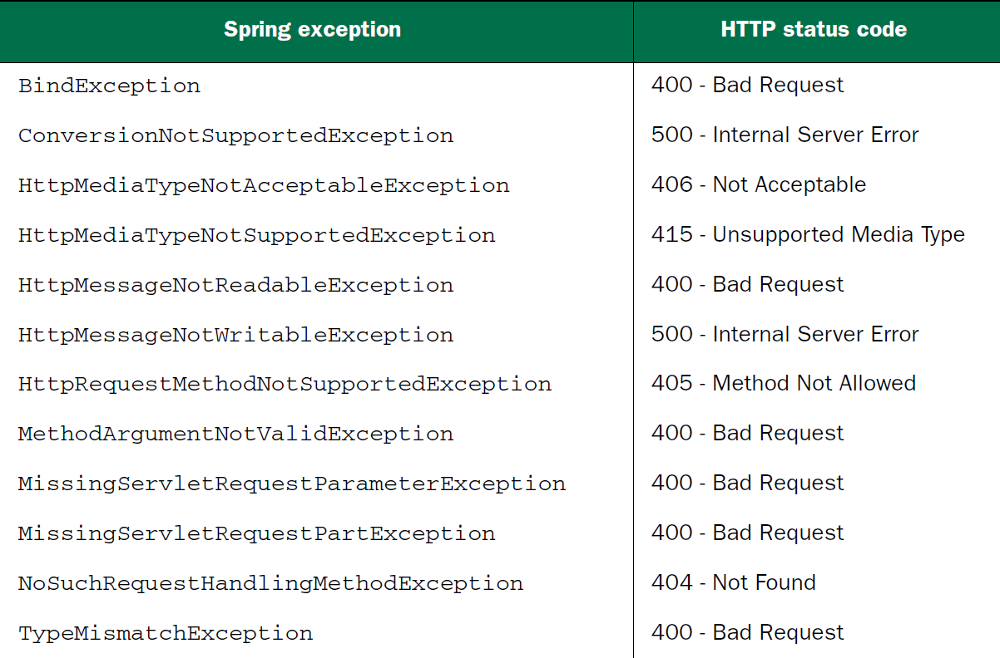 Spring exception HTTP status code
BindException 400 - Bad Request
ConversionNotSupportedException 500 - Internal Server Error
HttpMediaTypeNotAcceptableException 406 - Not Acceptable
HttpMediaTypeNotSupportedException 415 - Unsupported Media Type
HttpMessageNotReadableException 400 - Bad Request
HttpMessageNotWritableException 500 - Internal Server Error
HttpRequestMethodNotSupportedException 405 - Method Not Allowed
MethodArgumentNotValidException 400 - Bad Request
MissingServletRequestParameterException 400 - Bad Request
MissingServletRequestPartException 400 - Bad Request
NoSuchRequestHandlingMethodException 404 - Not Found
TypeMismatchException 400 - Bad Request